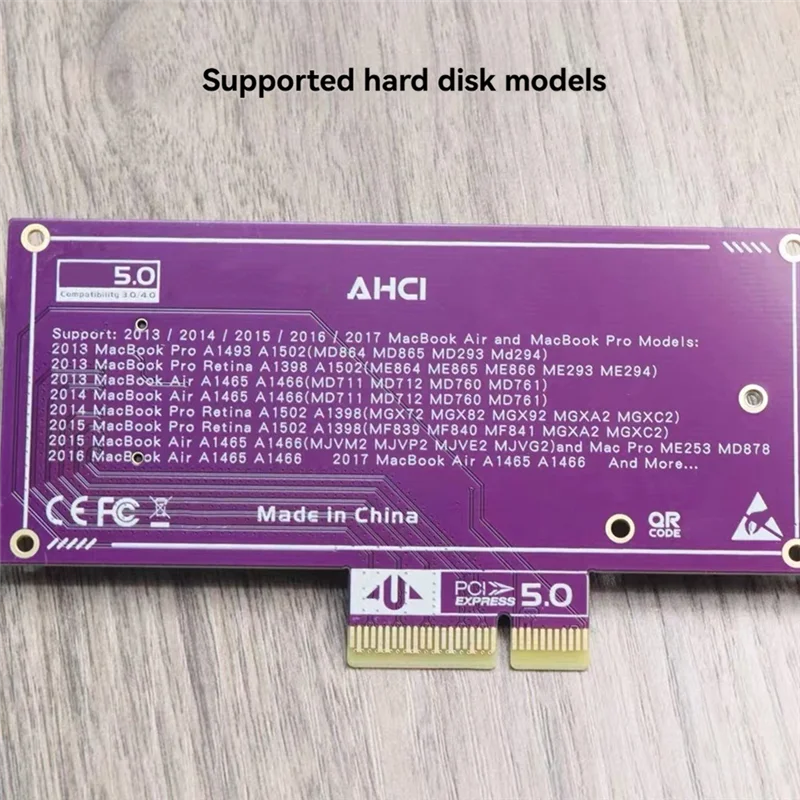 Supported hard disk models
5.0
Compatibility 3.0/4.0
AHCI
Support: 2013 / 2014 / 2015 / 2016 / 2017 MacBook Air and MacBook Pro Models:
2013 MacBook Pro A1493 A1502(MD864 MD865 MD293 Md294)
2013 MacBook Pro Retina A1398 A1502(ME864 ME865 ME866 ME293 ME294)
2013 MacBook Air A1465 A1466(MD711 MD712 MD760 MD761)
2014 MacBook Air A1465 A1466(MD711 MD712 MD760 MD761)
2014 MacBook Pro Retina A1502 A1398(MGX72 MGX82 MGX92 MGXA2 MGXC2)
2015 MacBook Pro Retina A1502 A1398(MF839 MF840 MF841 MGXA2 MGXC2)
2015 MacBook Air A1465 A1466(MJVM2 MJVP2 MJVE2 MJVG2)and Mac Pro ME253 MD878
2016 MacBook Air A1465 A1466 2017 MacBook Air A1465 A1466 And More...
CE FC Made in China
QR
CODE
PCI
EXPRESS 5.0